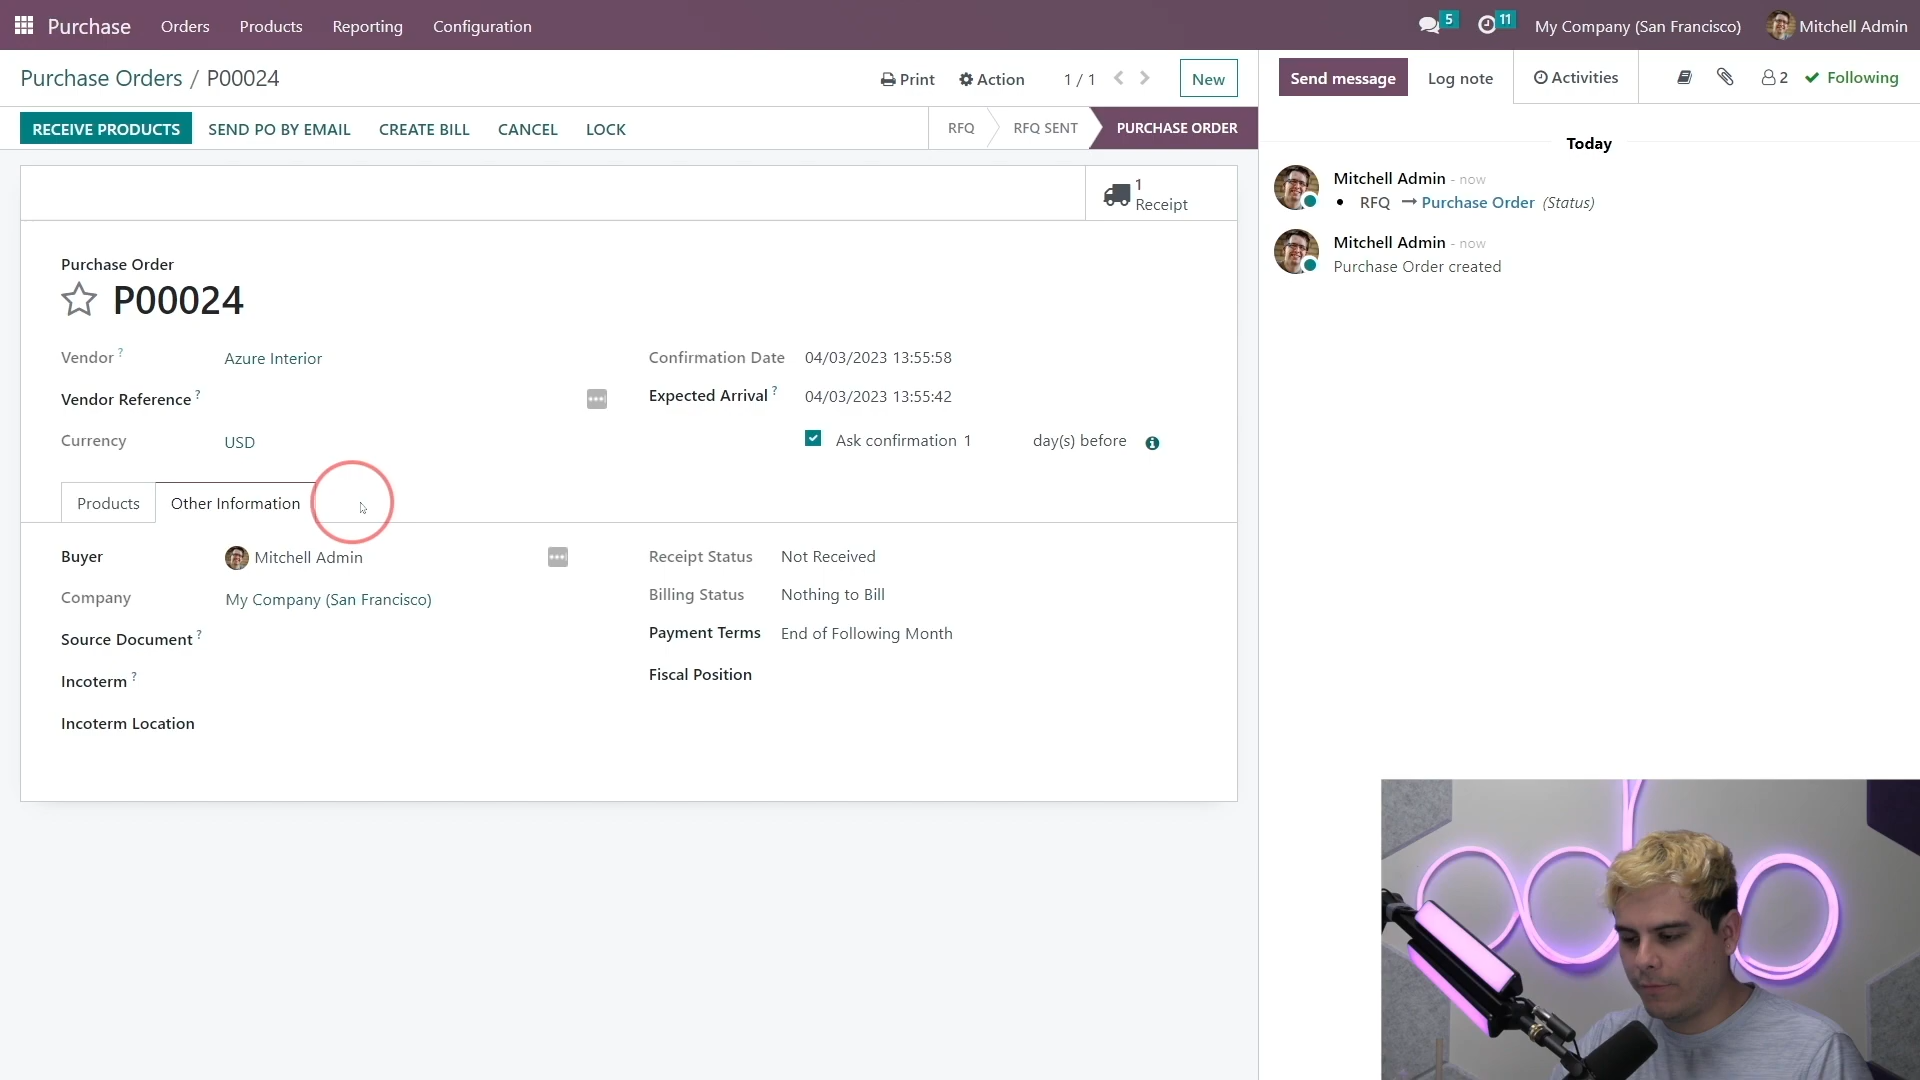 Purchase Orders Products Reporting Configuration 5 11 My Company (San Francisco) Mitchell Admin
Purchase Orders / P00024 Print Action 1 / 1 New
Send message Log note Activities 2 Following
RECEIVE PRODUCTS SEND PO BY EMAIL CREATE BILL CANCEL LOCK RFQ RFQ SENT PURCHASE ORDER
1
Receipt
Purchase Order
P00024
Vendor ? Azure Interior
Vendor Reference ?
Currency USD
Confirmation Date 04/03/2023 13:55:58
Expected Arrival ? 04/03/2023 13:55:42
Ask confirmation 1 day(s) before
Products Other Information
Buyer Mitchell Admin
Company My Company (San Francisco)
Source Document ?
Incoterm ?
Incoterm Location
Receipt Status Not Received
Billing Status Nothing to Bill
Payment Terms End of Following Month
Fiscal Position
Today
Mitchell Admin - now
• RFQ → Purchase Order (Status)
Mitchell Admin - now
Purchase Order created
odoo